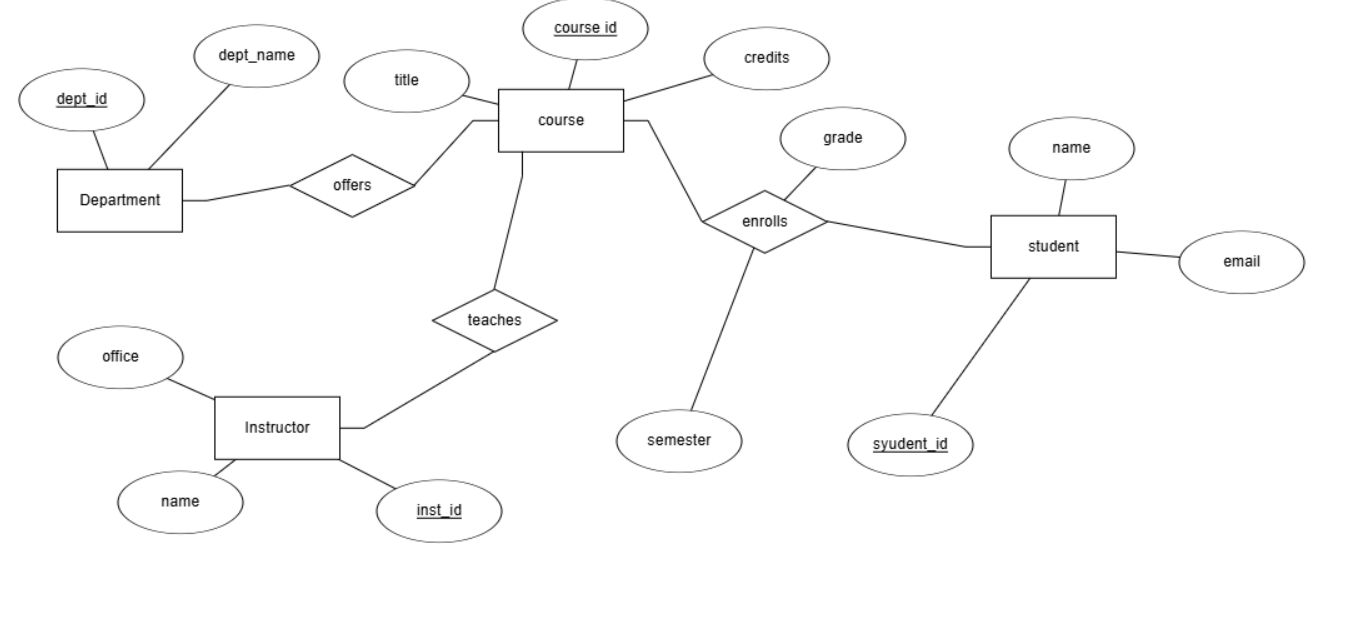 course id
dept_name
credits
title
dept_id
course
grade
name
offers
Department
enrolls
student
email
teaches
office
Instructor
semester
syudent_id
name
inst_id